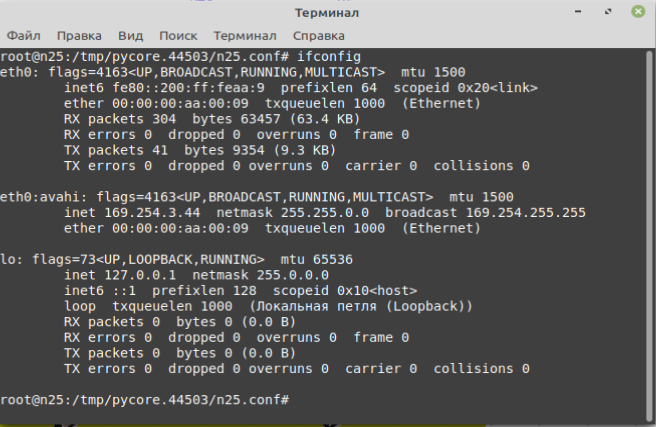 Терминал
Файл Правка Вид Поиск Терминал Справка
root@n25:/tmp/pycore.44503/n25.conf# ifconfig
eth0: flags=4163<UP,BROADCAST,RUNNING,MULTICAST>  mtu 1500
        inet6 fe80::200:ff:feaa:9  prefixlen 64  scopeid 0x20<link>
        ether 00:00:00:aa:00:09  txqueuelen 1000  (Ethernet)
        RX packets 304  bytes 63457 (63.4 KB)
        RX errors 0  dropped 0  overruns 0  frame 0
        TX packets 41  bytes 9354 (9.3 KB)
        TX errors 0  dropped 0 overruns 0  carrier 0  collisions 0
eth0:avahi: flags=4163<UP,BROADCAST,RUNNING,MULTICAST>  mtu 1500
        inet 169.254.3.44  netmask 255.255.0.0  broadcast 169.254.255.255
        ether 00:00:00:aa:00:09  txqueuelen 1000  (Ethernet)
lo: flags=73<UP,LOOPBACK,RUNNING>  mtu 65536
        inet 127.0.0.1  netmask 255.0.0.0
        inet6 ::1  prefixlen 128  scopeid 0x10<host>
        loop  txqueuelen 1000  (Локальная петля (Loopback))
        RX packets 0  bytes 0 (0.0 B)
        RX errors 0  dropped 0  overruns 0  frame 0
        TX packets 0  bytes 0 (0.0 B)
        TX errors 0  dropped 0 overruns 0  carrier 0  collisions 0
root@n25:/tmp/pycore.44503/n25.conf#